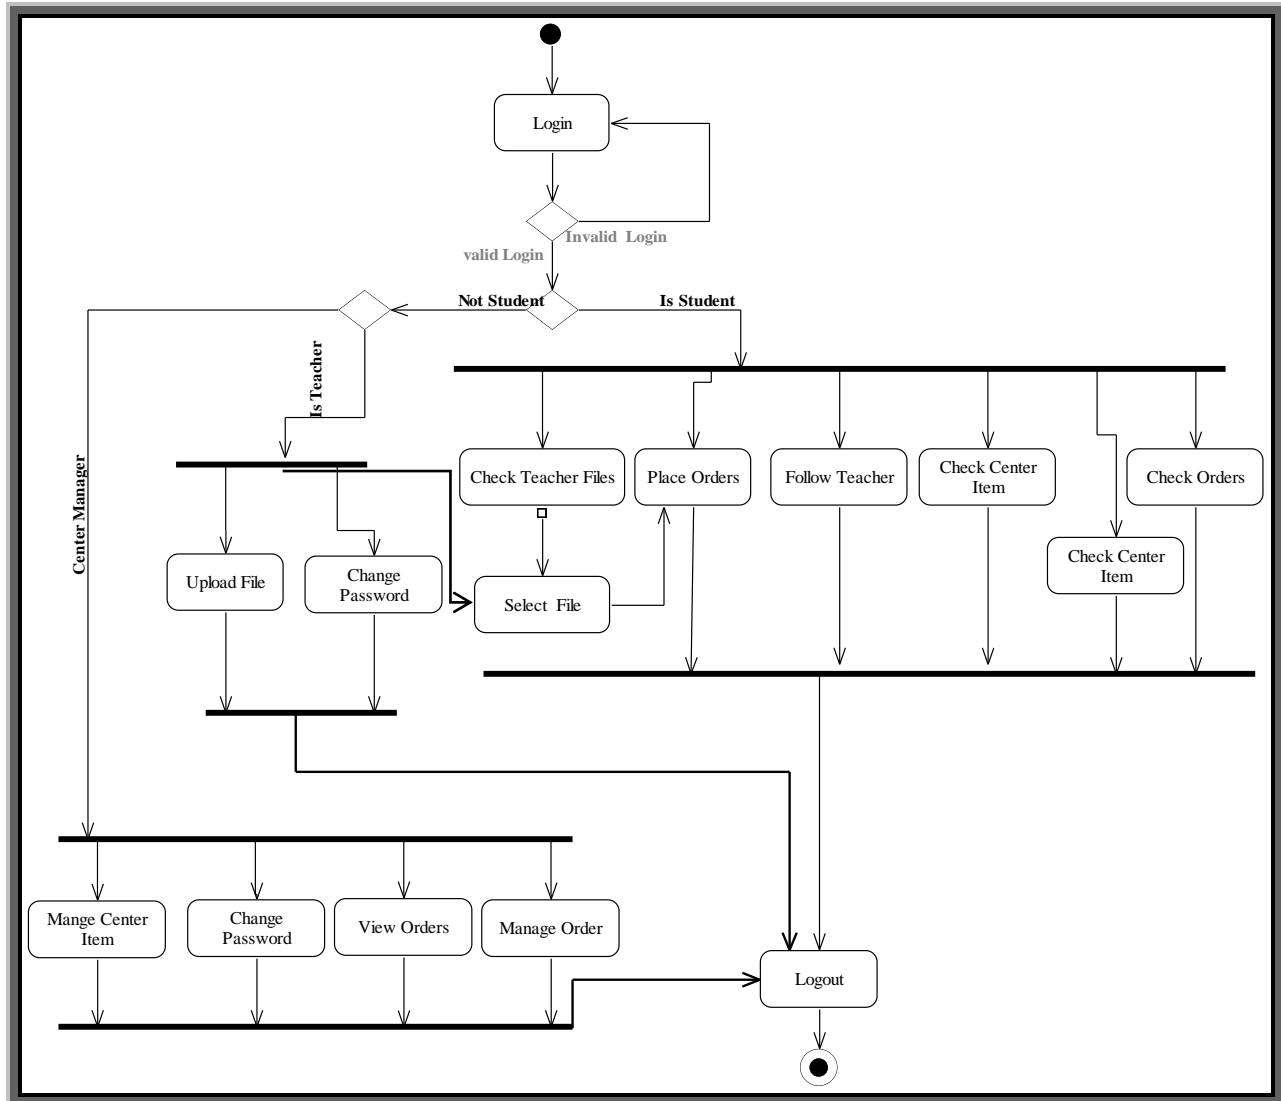 Login
Invalid  Login
valid Login
Not Student
Is Student
Is Teacher
Center Manager
Check Teacher Files
Place Orders
Follow Teacher
Check Center
Item
Check Orders
Upload File
Change
Password
Select  File
Check Center
Item
Mange Center
Item
Change
Password
View Orders
Manage Order
Logout